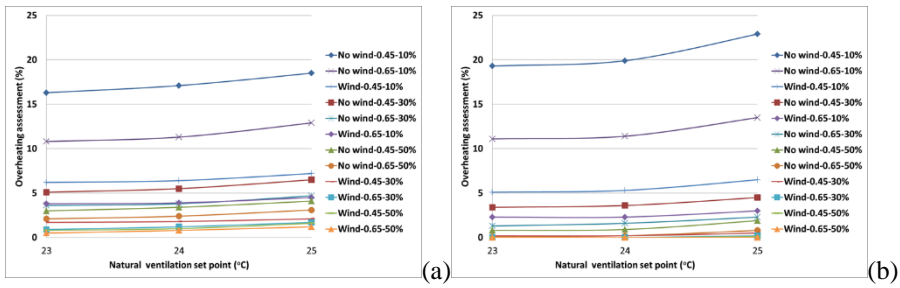 25
20
15
10
5
0
Overheating assessment (%)
23
24
25
Natural ventilation set point (°C)
No wind-0.45-10%
No wind-0.65-10%
Wind-0.45-10%
No wind-0.45-30%
Wind-0.65-10%
No wind-0.65-30%
No wind-0.45-50%
No wind-0.65-50%
Wind-0.45-30%
Wind-0.65-30%
Wind-0.45-50%
Wind-0.65-50%
(a)
25
20
15
10
5
0
Overheating assessment (%)
23
24
25
Natural ventilation set point (°C)
No wind-0.45-10%
No wind-0.65-10%
Wind-0.45-10%
No wind-0.45-30%
Wind-0.65-10%
No wind-0.65-30%
No wind-0.45-50%
No wind-0.65-50%
Wind-0.45-30%
Wind-0.65-30%
Wind-0.45-50%
Wind-0.65-50%
(b)